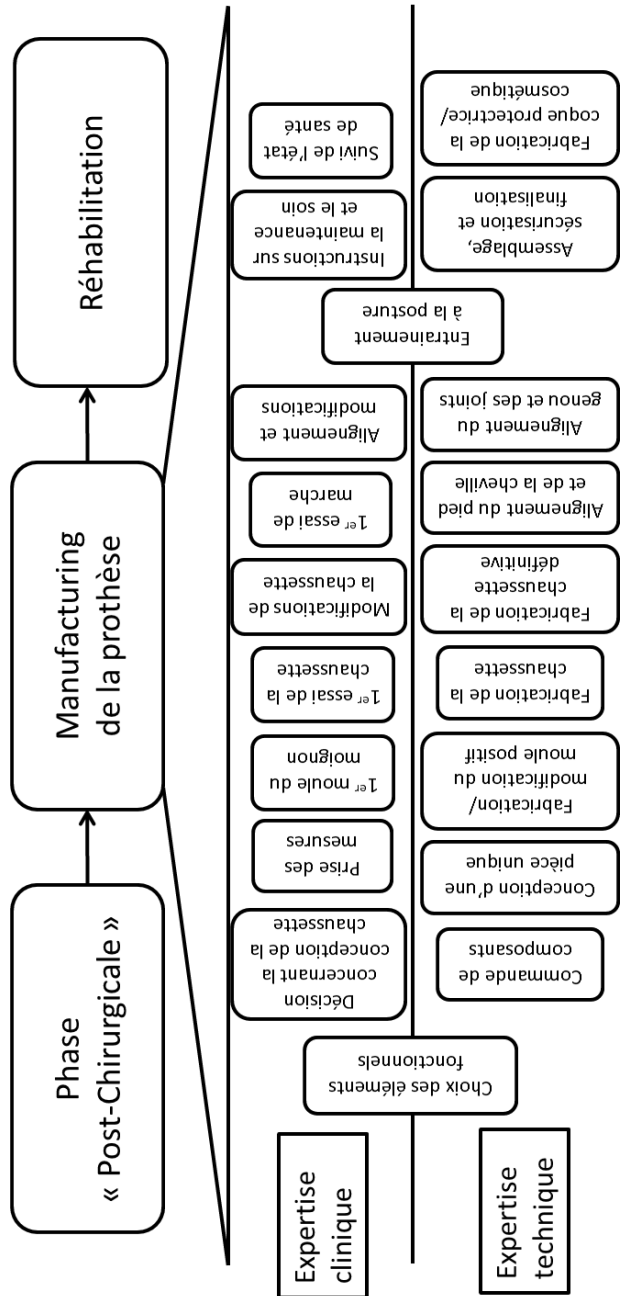 Phase
« Post-Chirurgicale »
Manufacturing
de la prothèse
Réhabilitation
Expertise
clinique
Choix des éléments
fonctionnels
Décision
concernant la
conception de la
chaussette
Prise des
mesures
1er moule du
moignon
1er essai de la
chaussette
Modifications de
la chaussette
1er essai de
marche
Alignement et
modifications
Entrainement
à la posture
Instructions sur
la maintenance
et le soin
Suivi de l'état
de santé
Expertise
technique
Commande de
composants
Conception d'une
pièce unique
Fabrication/
modification du
moule positif
Fabrication de la
chaussette
Fabrication de la
chaussette
définitive
Alignement du pied
et de la cheville
Alignement du
genou et des joints
Assemblage,
sécurisation et
finalisation
Fabrication de la
coque protectrice/
cosmétique